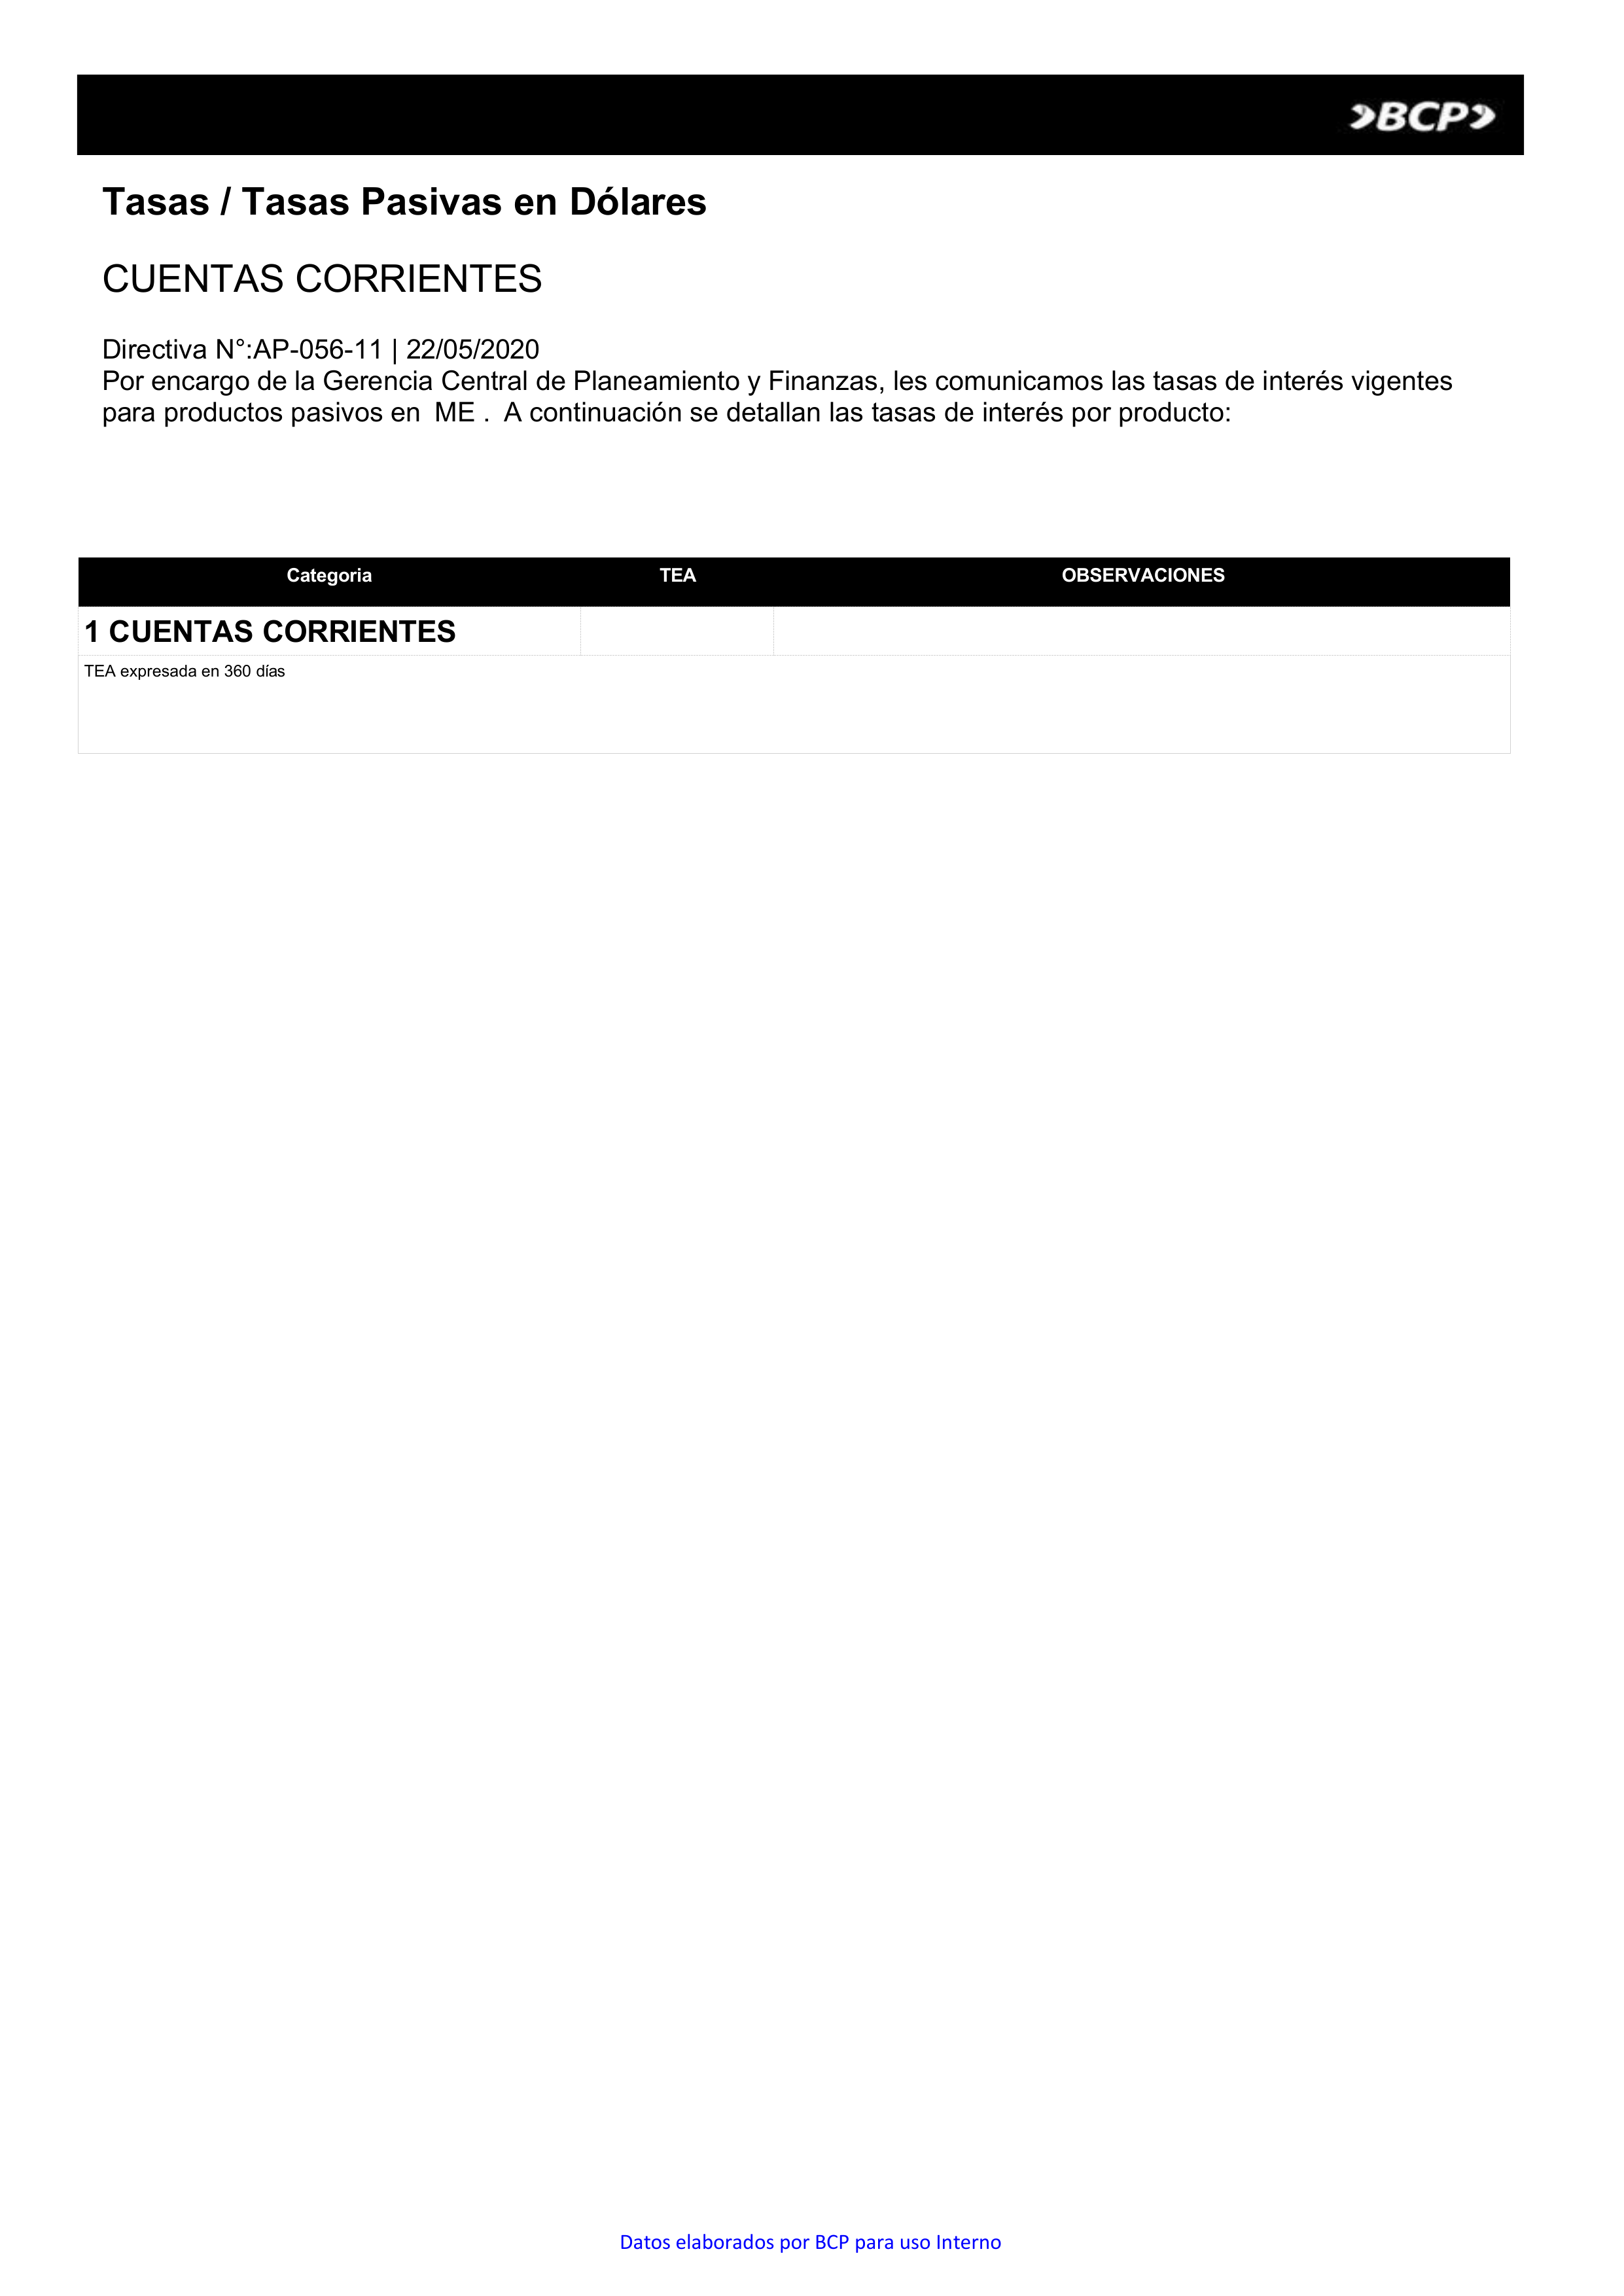 BCP
Tasas / Tasas Pasivas en Dólares
CUENTAS CORRIENTES
Directiva N°:AP-056-11 | 22/05/2020
Por encargo de la Gerencia Central de Planeamiento y Finanzas, les comunicamos las tasas de interés vigentes
para productos pasivos en  ME .  A continuación se detallan las tasas de interés por producto:
Categoria TEA OBSERVACIONES
1 CUENTAS CORRIENTES
TEA expresada en 360 días
Datos elaborados por BCP para uso Interno